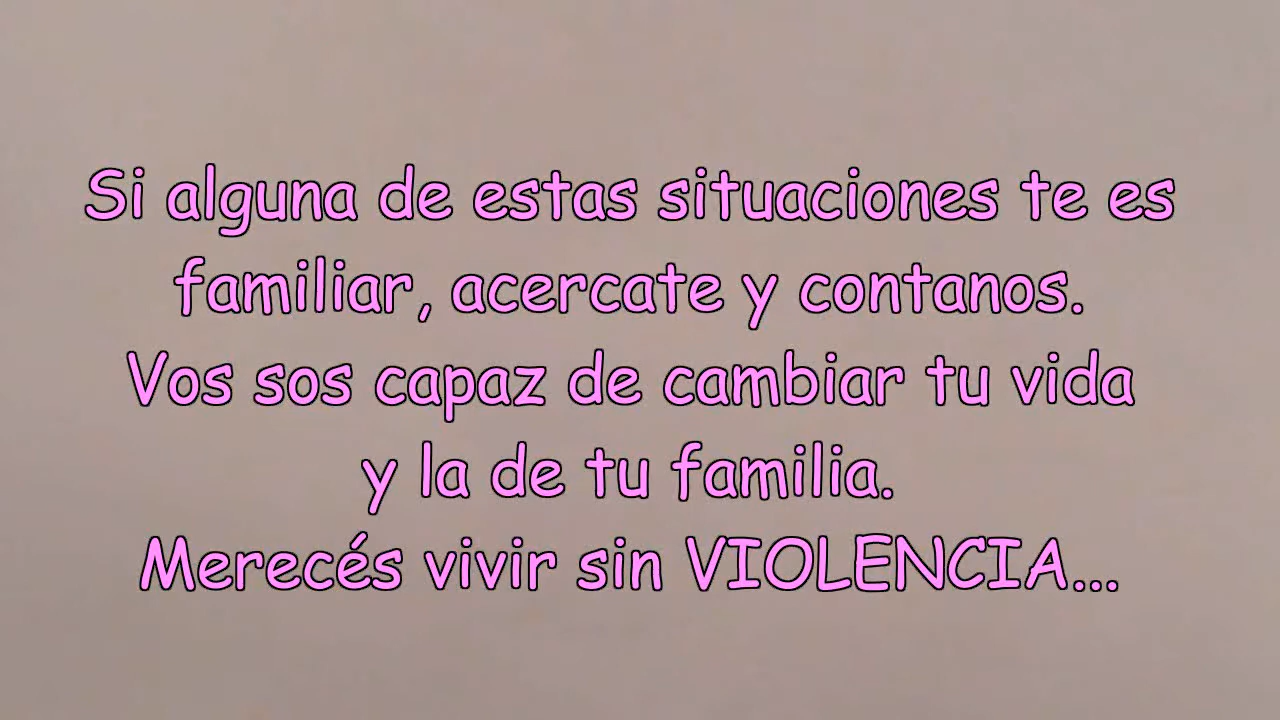 Si alguna de estas situaciones te es
familiar, acercate y contanos.
Vos sos capaz de cambiar tu vida
y la de tu familia.
Merecés vivir sin VIOLENCIA...